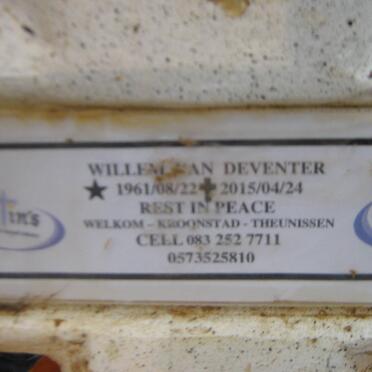 WILLEM VAN DEVENTER
1961/08/22 2015/04/24
REST IN PEACE
WELKOM - KROONSTAD - THEUNISSEN
CELL 083 252 7711
0573525810
tin's